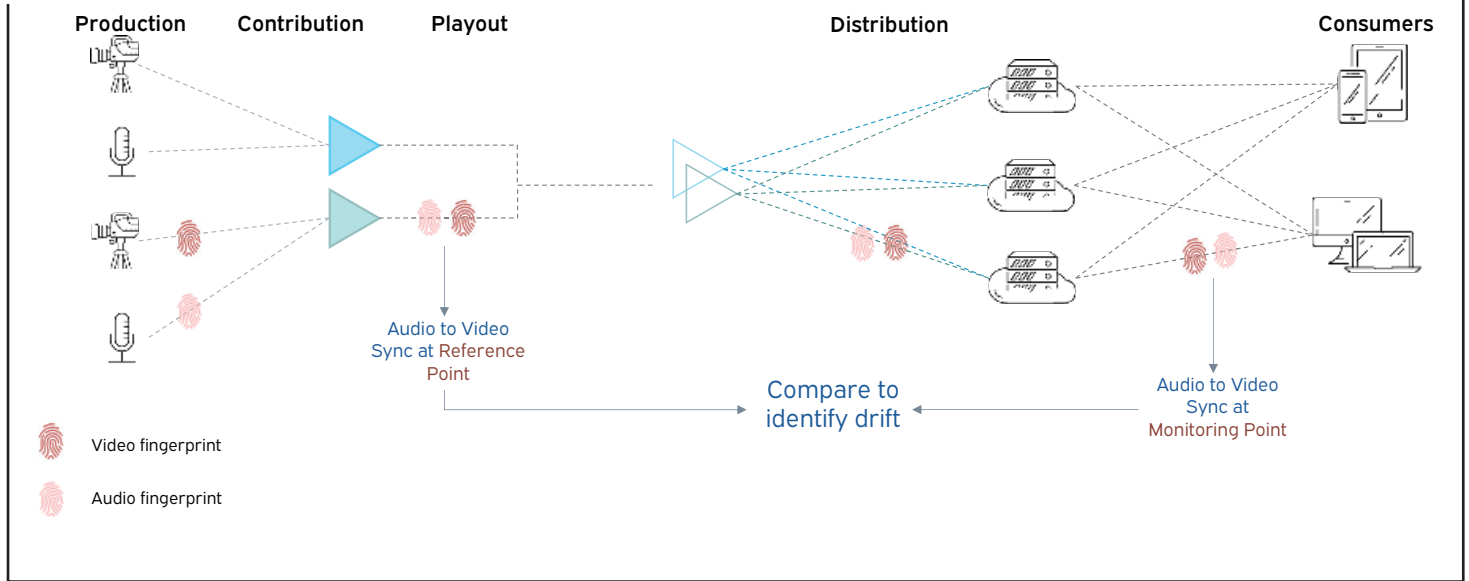 Production
Contribution
Playout
Distribution
Consumers
Audio to Video
Sync at Reference
Point
Compare to
identify drift
Audio to Video
Sync at
Monitoring Point
Video fingerprint
Audio fingerprint